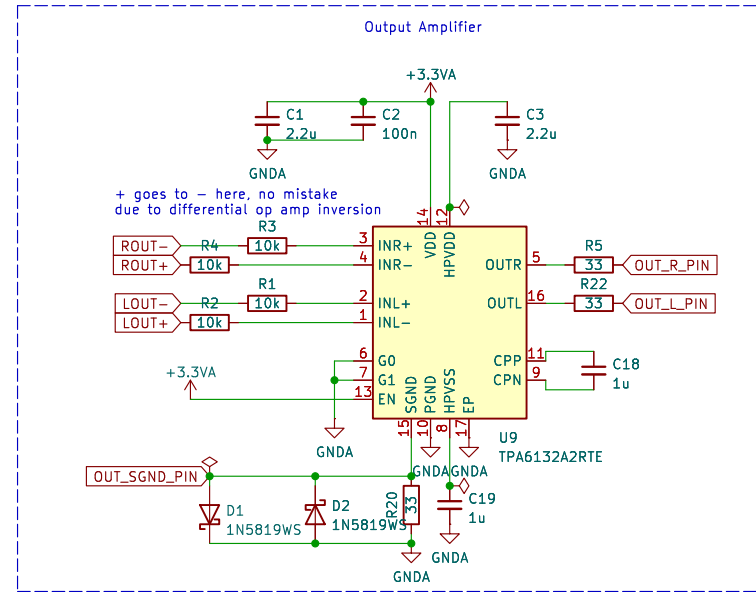 Output Amplifier
+3.3VA
C1
2.2u
C2
100n
C3
2.2u
GNDA
GNDA
+ goes to - here, no mistake
due to differential op amp inversion
14
12
VDD
HPVDD
ROUT-
R3
10k
3
INR+
ROUT+
R4
10k
4
INR-
OUTR
5
R5
33
OUT_R_PIN
LOUT-
R1
10k
2
INL+
OUTL
16
R22
33
OUT_L_PIN
LOUT+
R2
10k
1
INL-
6
G0
CPP
11
C18
1u
7
G1
CPN
9
+3.3VA
13
EN
SGND
PGND
HPVSS
EP
15
10
8
17
GNDA
U9
TPA6132A2RTE
GNDA
GNDA
OUT_SGND_PIN
D1
1N5819WS
D2
1N5819WS
R20
33
C19
1u
GNDA
GNDA